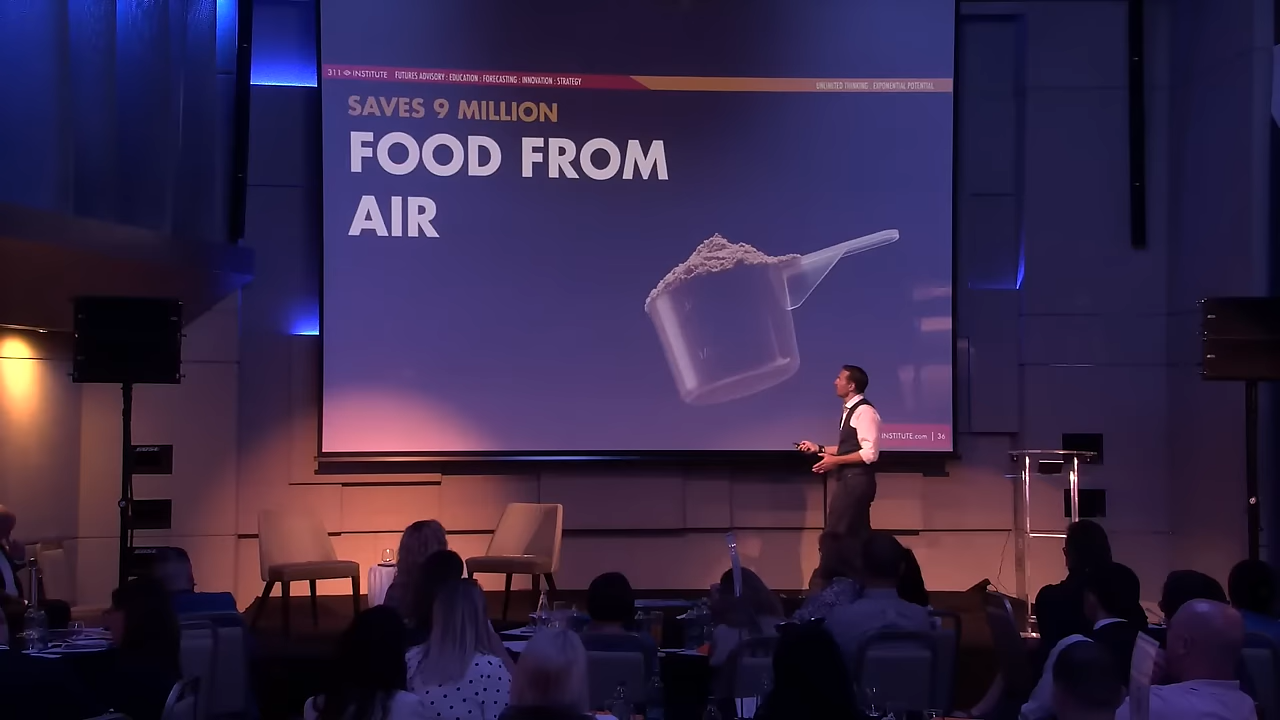 311 INSTITUTE FUTURES ADVISORY : EDUCATION : FORECASTING : INNOVATION : STRATEGY
UNLIMITED THINKING . EXPONENTIAL POTENTIAL
SAVES 9 MILLION
FOOD FROM
AIR
INSTITUTE.com | 36